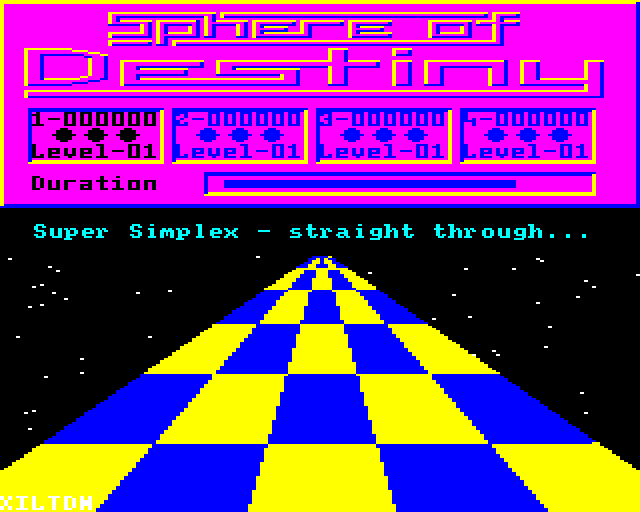 Sphere of
Destiny
1-000000 2-000000 3-000000 4-000000
Level-01 Level-01 Level-01 Level-01
Duration
Super Simplex - straight through...